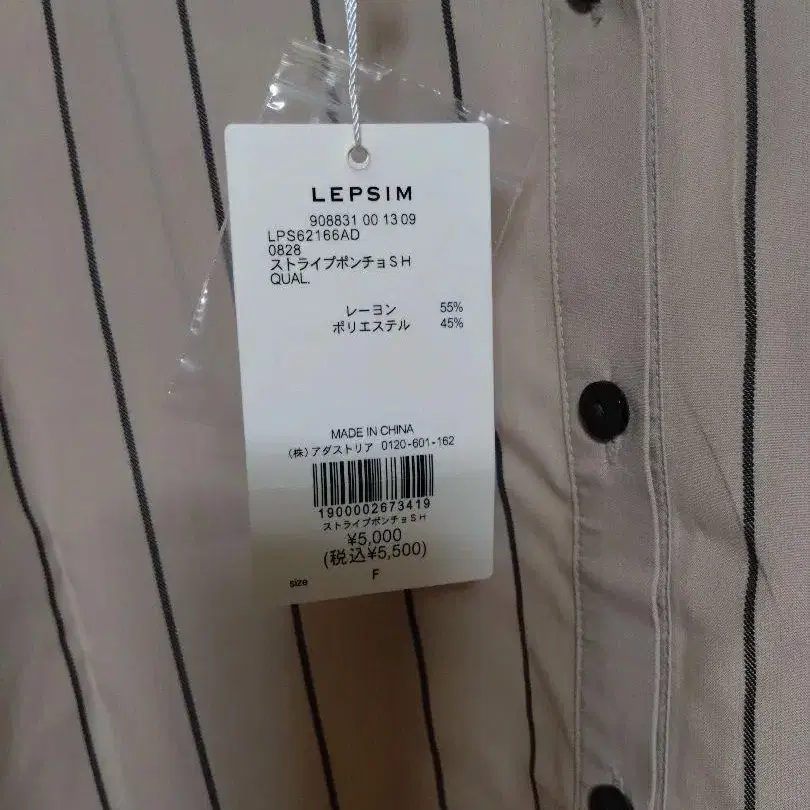 LEPSIM
908831 00 13 09
LPS62166AD
0828
ストライプポンチョSH
QUAL.
レーヨン 55%
ポリエステル 45%
MADE IN CHINA
(株)アダストリア 0120-601-162
1900002673419
ストライプポンチョSH
¥5,000
(税込¥5,500)
size F